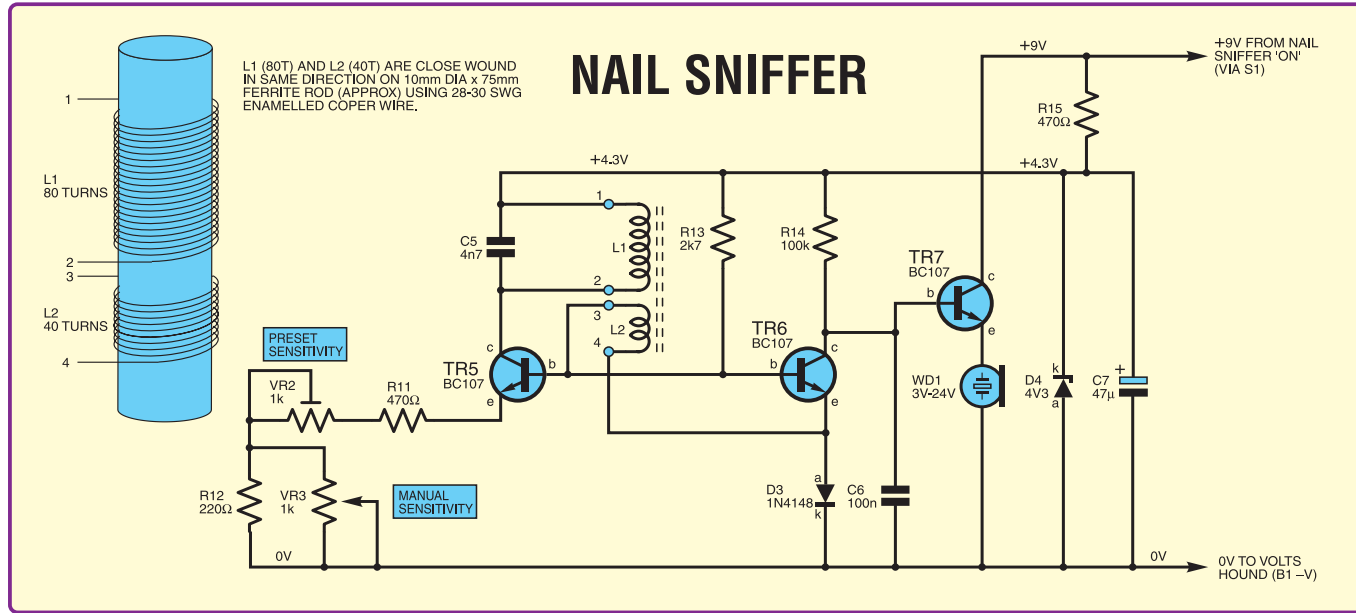 NAIL SNIFFER
L1 (80T) AND L2 (40T) ARE CLOSE WOUND
IN SAME DIRECTION ON 10mm DIA x 75mm
FERRITE ROD (APPROX) USING 28-30 SWG
ENAMELLED COPER WIRE.
1
L1
80 TURNS
2
3
L2
40 TURNS
4
+9V
+9V FROM NAIL
SNIFFER 'ON'
(VIA S1)
R15
470Ω
+4.3V
+4.3V
C5
4n7
1
L1
2
3
L2
4
R13
2k7
R14
100k
TR7
BC107
b
c
e
TR6
BC107
b
c
e
TR5
BC107
c
b
e
PRESET
SENSITIVITY
VR2
1k
R11
470Ω
WD1
3V-24V
D4
4V3
k
a
+
C7
47µ
R12
220Ω
VR3
1k
MANUAL
SENSITIVITY
D3
1N4148
a
k
C6
100n
0V
0V
0V TO VOLTS
HOUND (B1 –V)